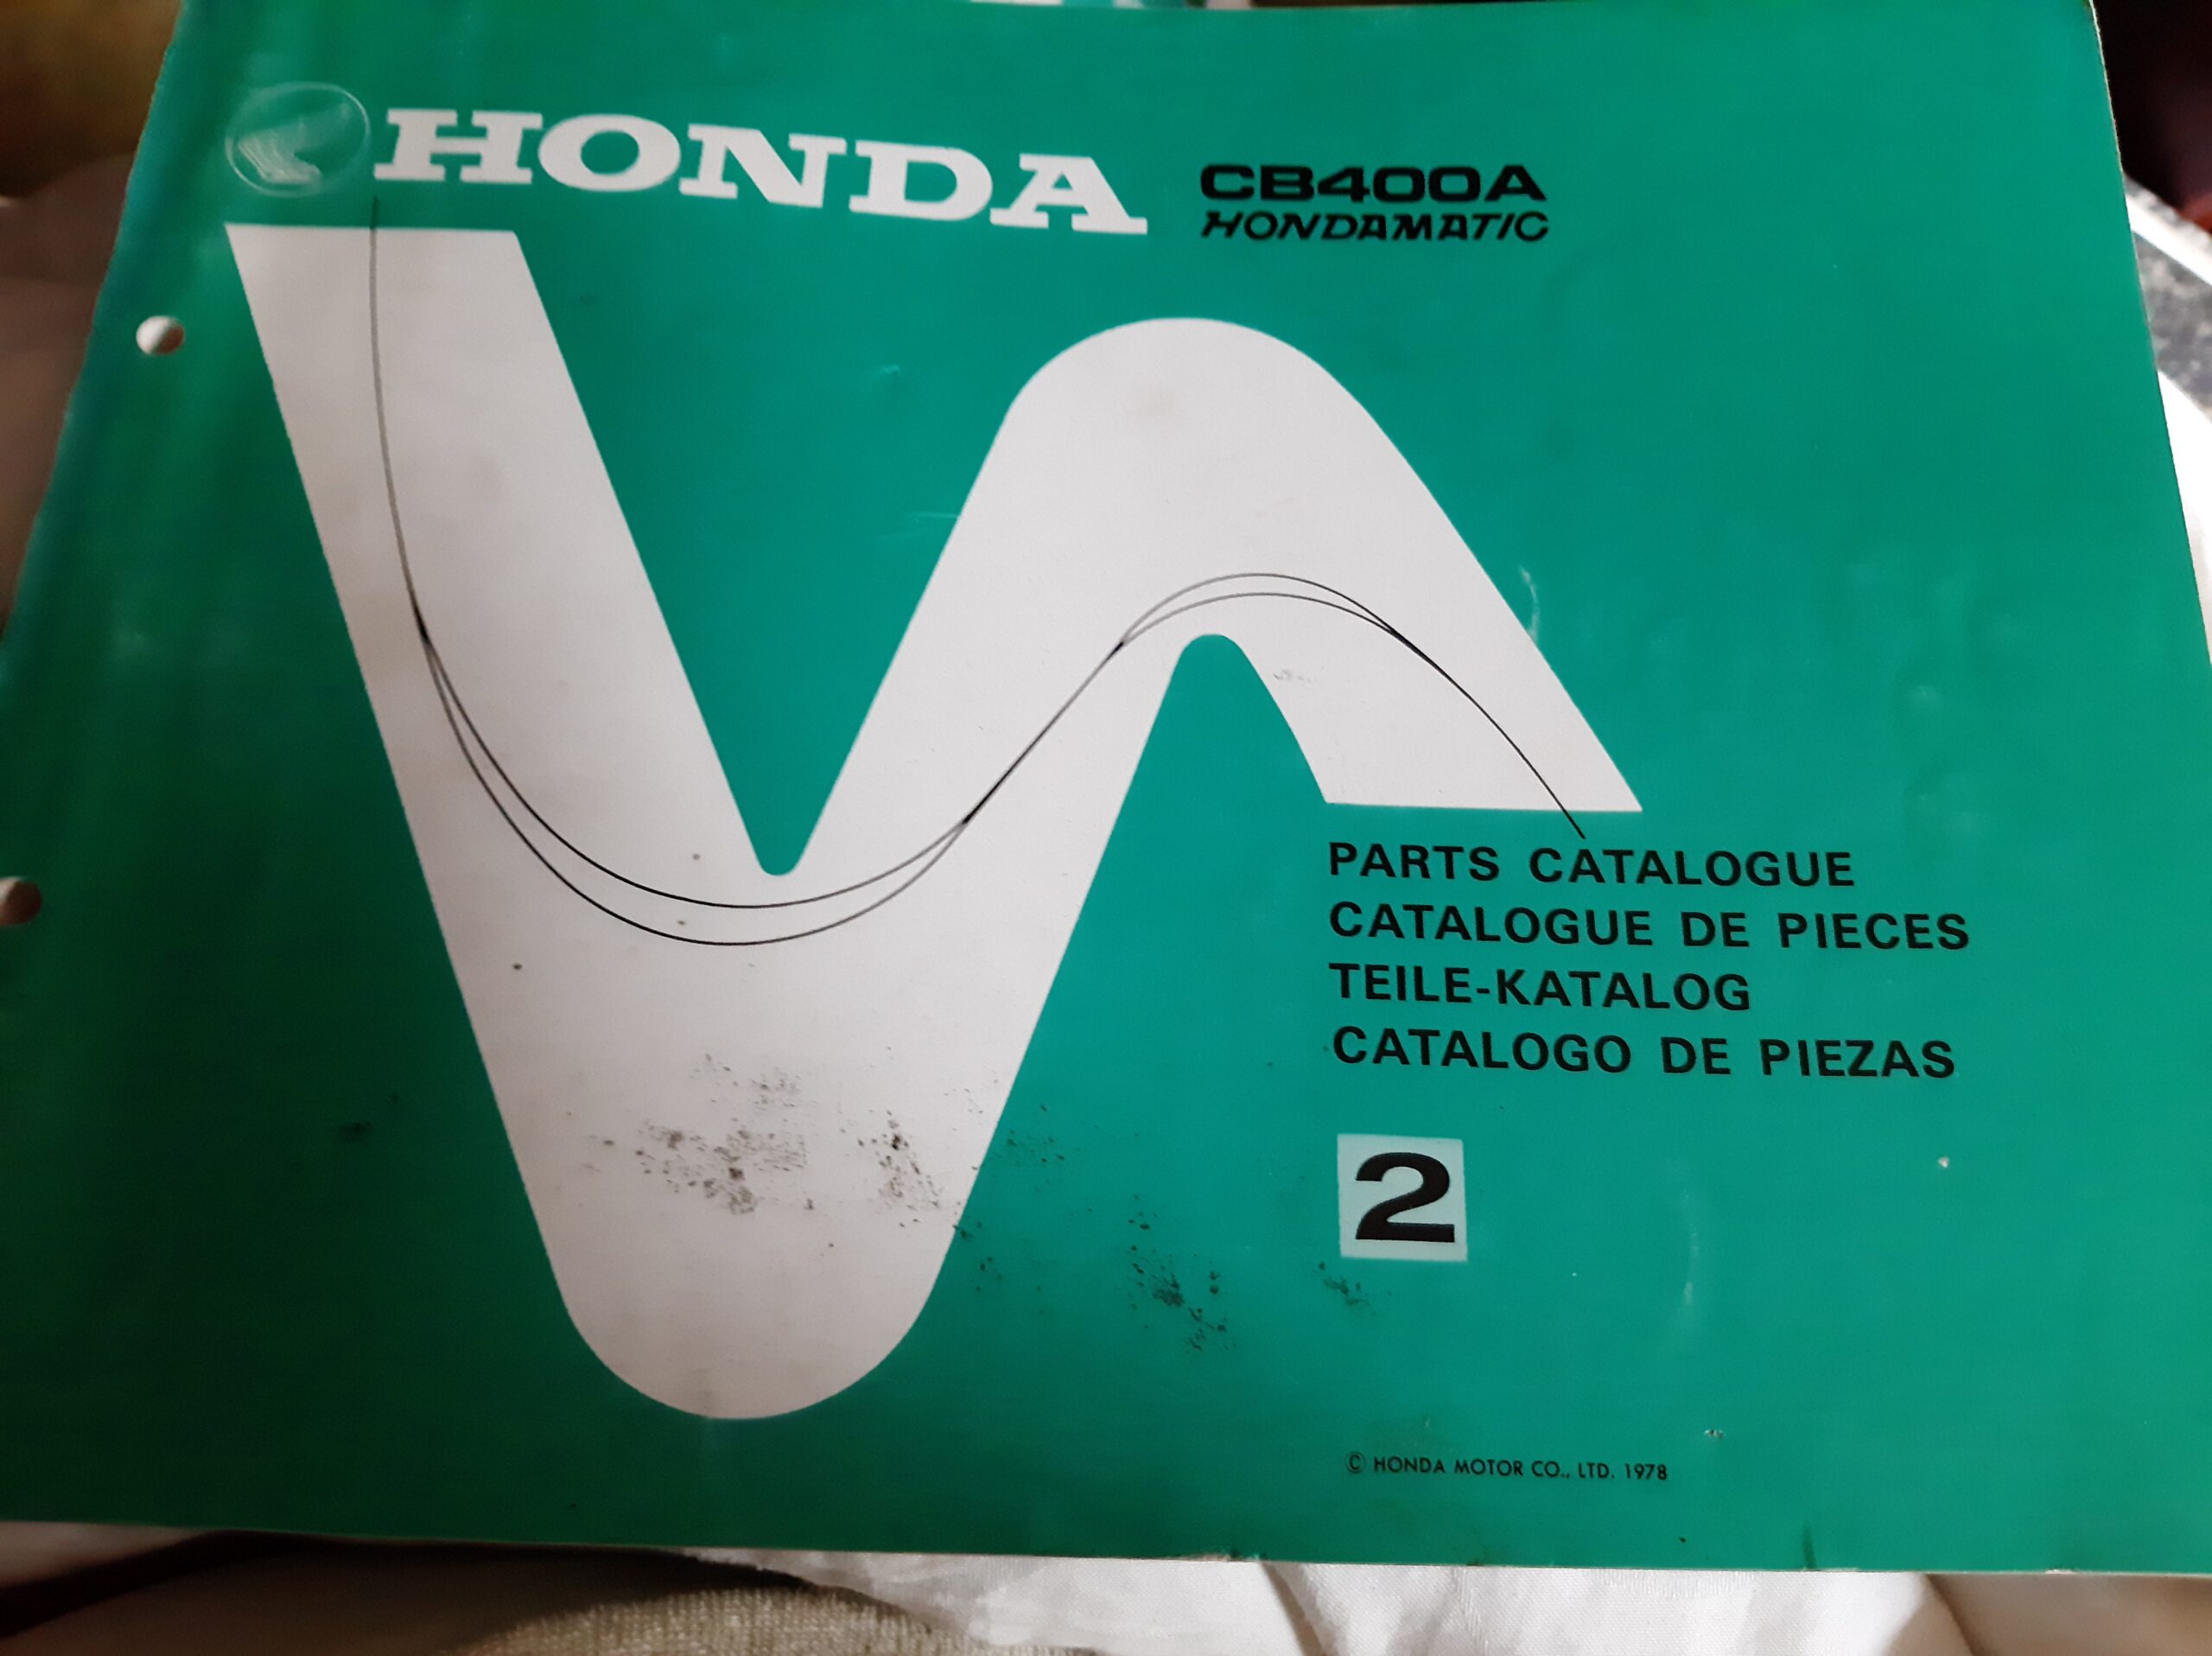 HONDA CB400A
HONDAMATIC
PARTS CATALOGUE
CATALOGUE DE PIECES
TEILE-KATALOG
CATALOGO DE PIEZAS
2
© HONDA MOTOR CO., LTD. 1978